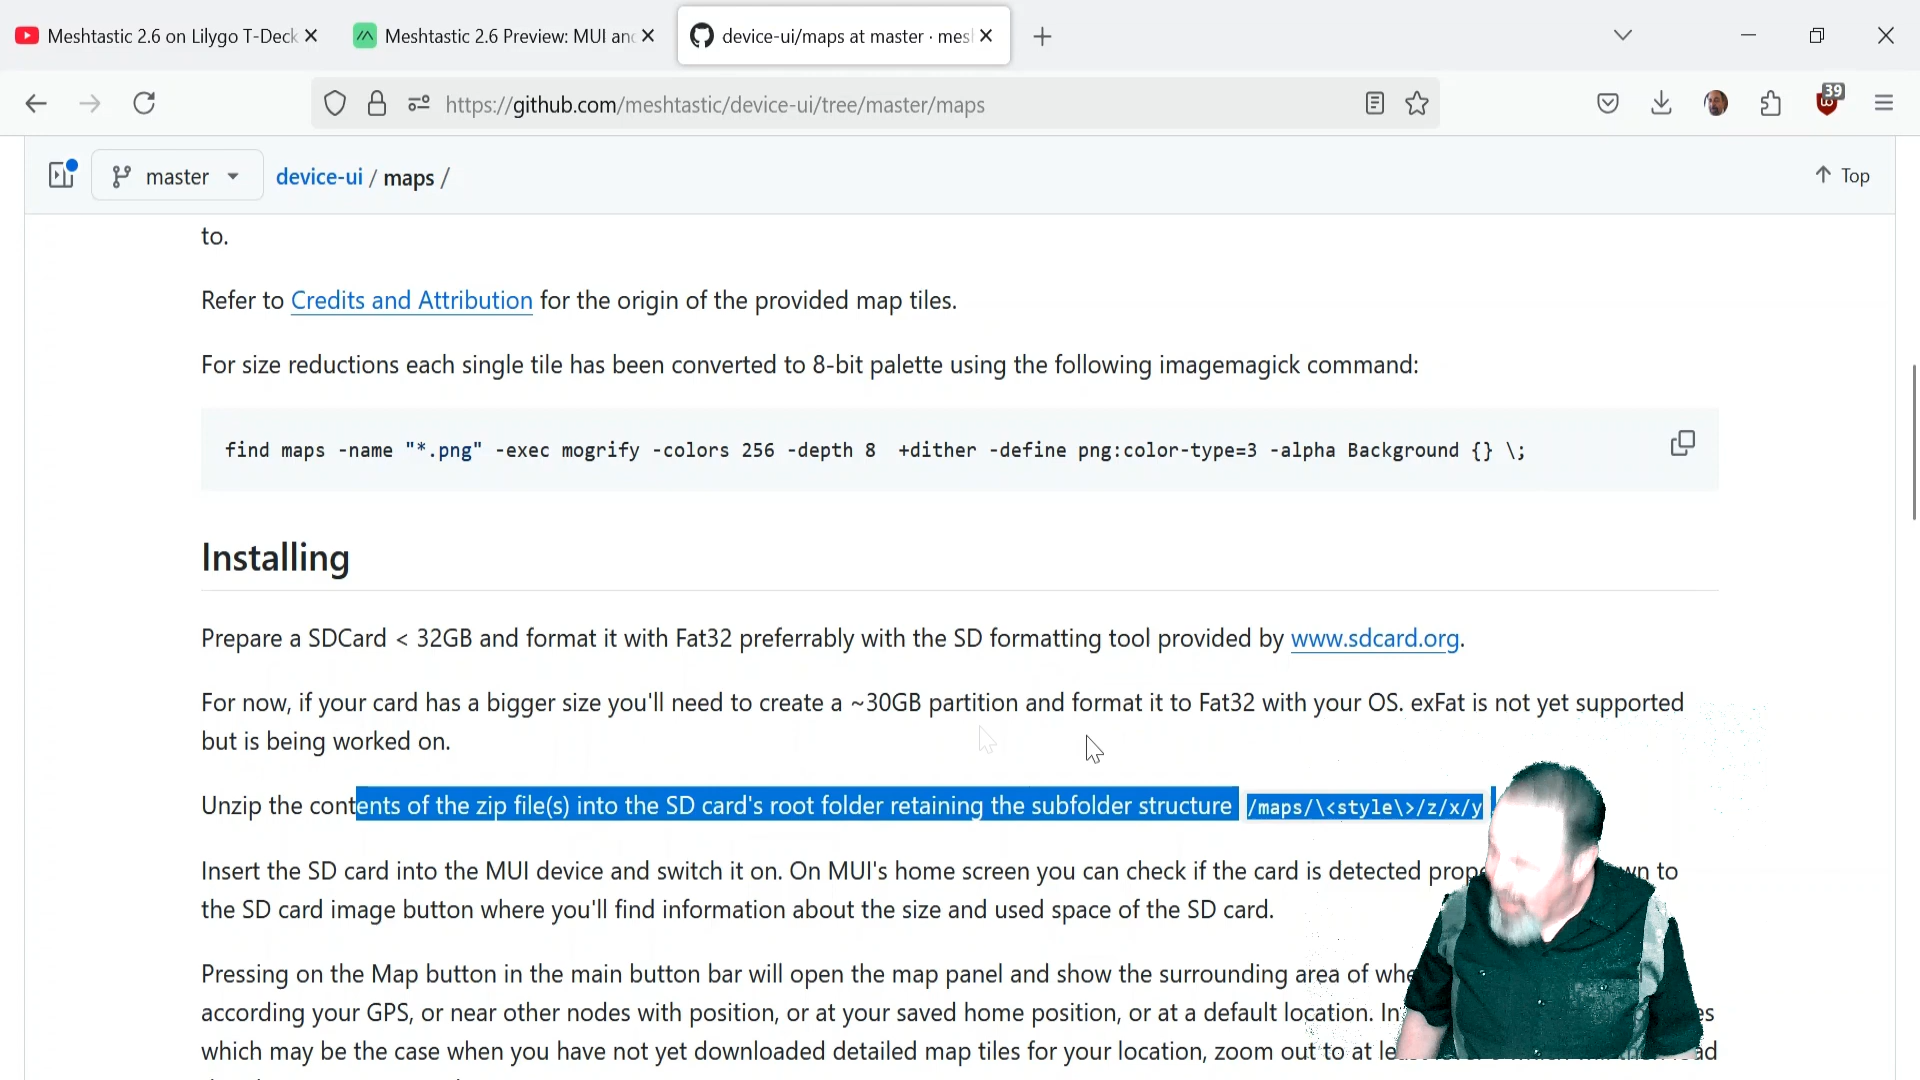 Meshtastic 2.6 on Lilygo T-Deck
Meshtastic 2.6 Preview: MUI and
device-ui/maps at master · mesl
https://github.com/meshtastic/device-ui/tree/master/maps
39
master
device-ui / maps /
Top
to.
Refer to Credits and Attribution for the origin of the provided map tiles.
For size reductions each single tile has been converted to 8-bit palette using the following imagemagick command:
find maps -name "*.png" -exec mogrify -colors 256 -depth 8 +dither -define png:color-type=3 -alpha Background {} \;
Installing
Prepare a SDCard < 32GB and format it with Fat32 preferrably with the SD formatting tool provided by www.sdcard.org.
For now, if your card has a bigger size you'll need to create a ~30GB partition and format it to Fat32 with your OS. exFat is not yet supported
but is being worked on.
Unzip the contents of the zip file(s) into the SD card's root folder retaining the subfolder structure /maps/\<style\>/z/x/y
Insert the SD card into the MUI device and switch it on. On MUI's home screen you can check if the card is detected to
the SD card image button where you'll find information about the size and used space of the SD card.
Pressing on the Map button in the main button bar will open the map panel and show the surrounding area of
according your GPS, or near other nodes with position, or at your saved home position, or at a default location. In
which may be the case when you have not yet downloaded detailed map tiles for your location, zoom out to at